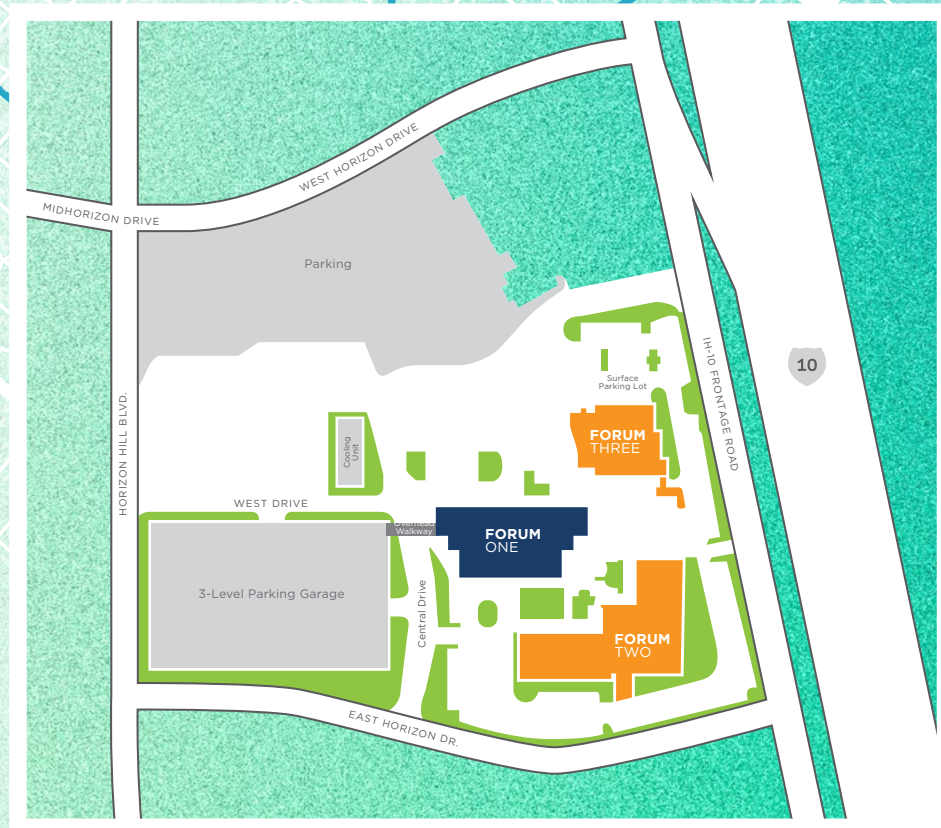 WEST HORIZON DRIVE
MIDHORIZON DRIVE
Parking
IH-10 FRONTAGE ROAD
10
Surface
Parking Lot
HORIZON HILL BLVD.
FORUM
THREE
Cooling
Unit
WEST DRIVE
Overhead
Walkway
FORUM
ONE
3-Level Parking Garage
Central Drive
FORUM
TWO
EAST HORIZON DR.